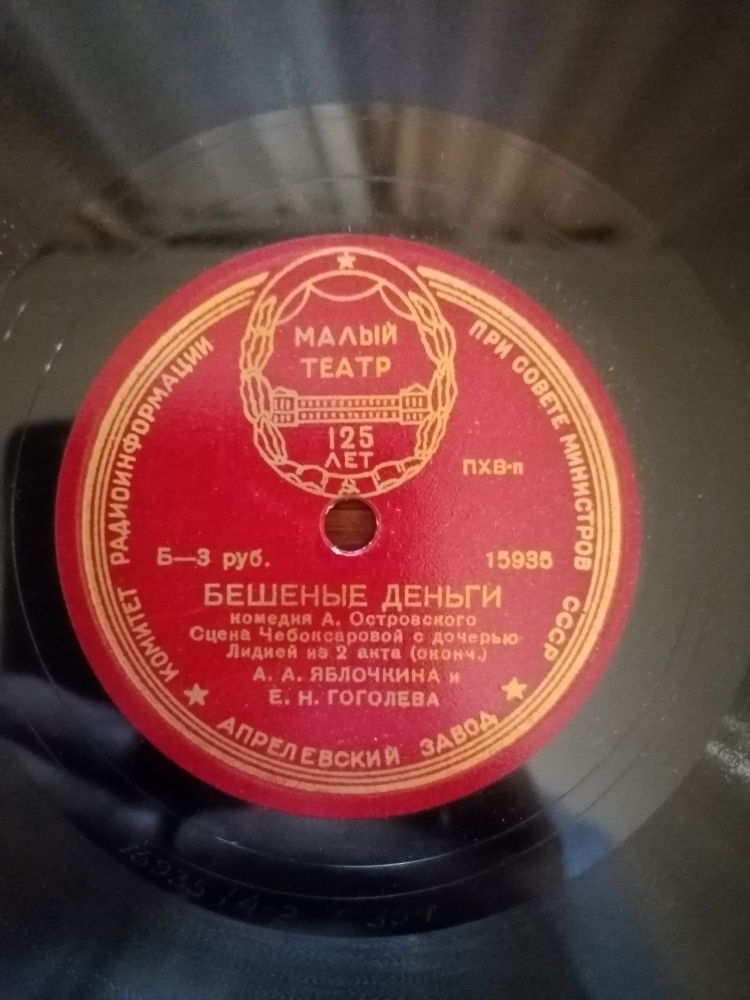 МАЛЫЙ
ТЕАТР
125
ЛЕТ
КОМИТЕТ РАДИОИНФОРМАЦИИ ПРИ СОВЕТЕ МИНИСТРОВ СССР
ПХВ-п
Б—3 руб.
15935
БЕШЕНЫЕ ДЕНЬГИ
комедия А. Островского
Сцена Чебоксаровой с дочерью
Лидией из 2 акта (оконч.)
А. А. ЯБЛОЧКИНА и
Е. Н. ГОГОЛЕВА
АПРЕЛЕВСКИЙ ЗАВОД